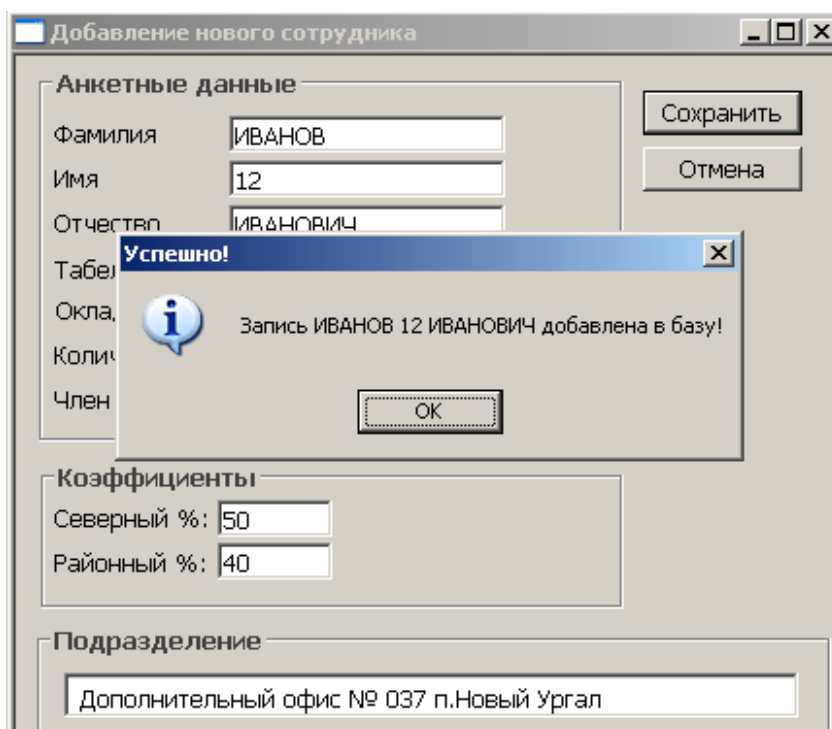 Добавление нового сотрудника
Анкетные данные
Фамилия ИВАНОВ
Сохранить
Имя 12
Отмена
Отчество ИВАНОВИЧ
Успешно!
Запись ИВАНОВ 12 ИВАНОВИЧ добавлена в базу!
OK
Член
Коэффициенты
Северный %: 50
Районный %: 40
Подразделение
Дополнительный офис № 037 п.Новый Ургал